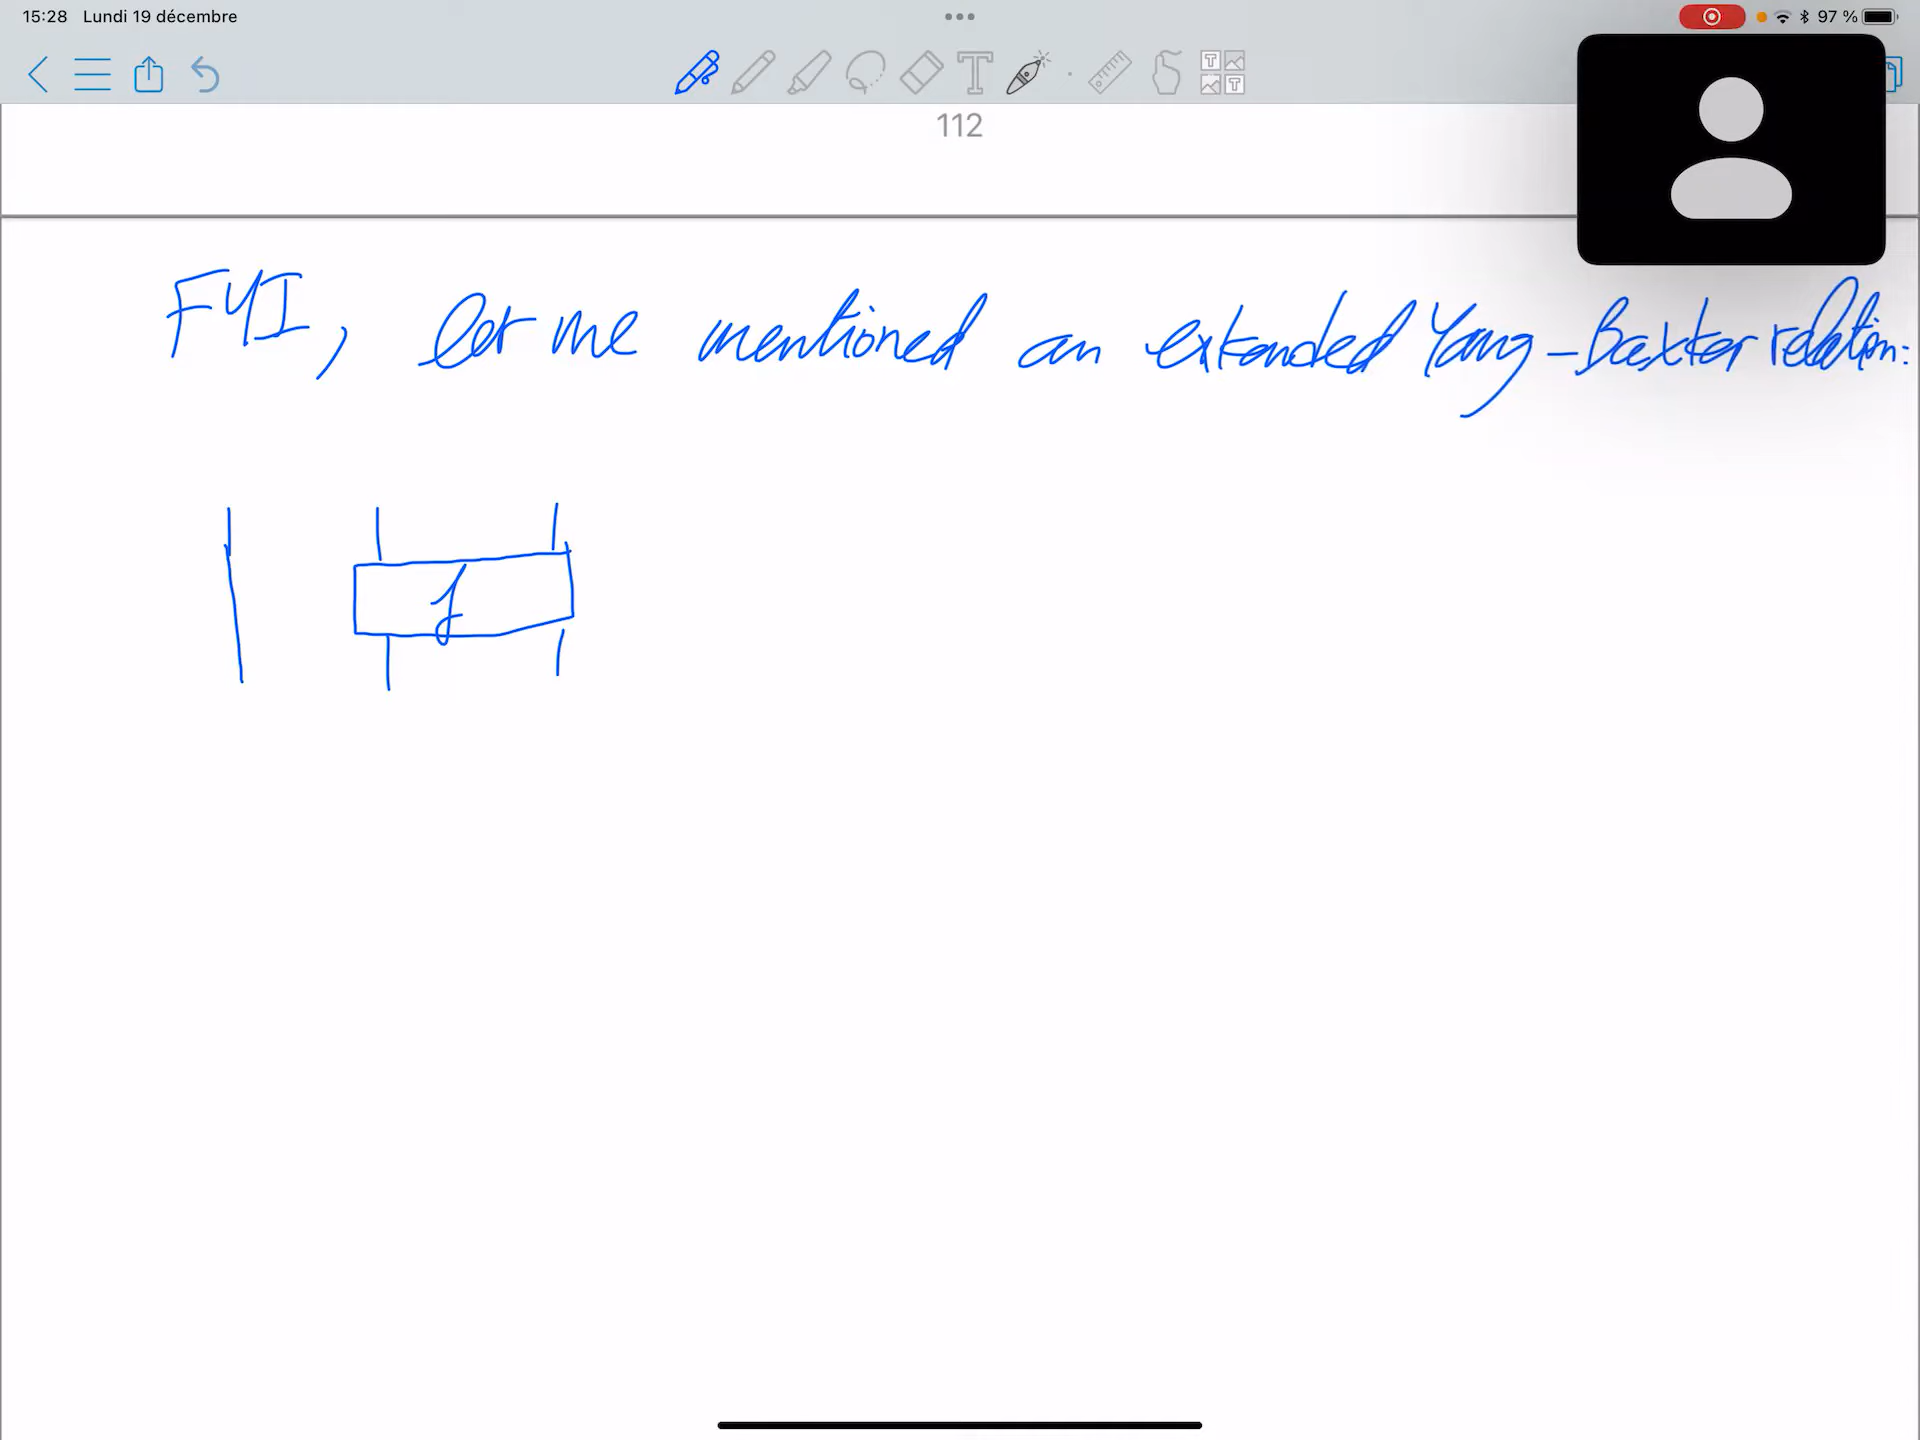 15:28 Lundi 19 décembre
97 %
112
FYI, let me mentioned an extended Yang-Baxter relation:
f